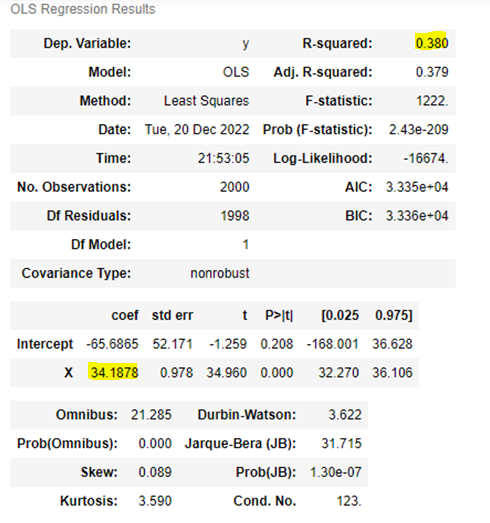 OLS Regression Results
Dep. Variable: y R-squared: 0.380
Model: OLS Adj. R-squared: 0.379
Method: Least Squares F-statistic: 1222.
Date: Tue, 20 Dec 2022 Prob (F-statistic): 2.43e-209
Time: 21:53:05 Log-Likelihood: -16674.
No. Observations: 2000 AIC: 3.335e+04
Df Residuals: 1998 BIC: 3.336e+04
Df Model: 1
Covariance Type: nonrobust
coef std err t P>|t| [0.025 0.975]
Intercept -65.6865 52.171 -1.259 0.208 -168.001 36.628
X 34.1878 0.978 34.960 0.000 32.270 36.106
Omnibus: 21.285 Durbin-Watson: 3.622
Prob(Omnibus): 0.000 Jarque-Bera (JB): 31.715
Skew: 0.089 Prob(JB): 1.30e-07
Kurtosis: 3.590 Cond. No. 123.